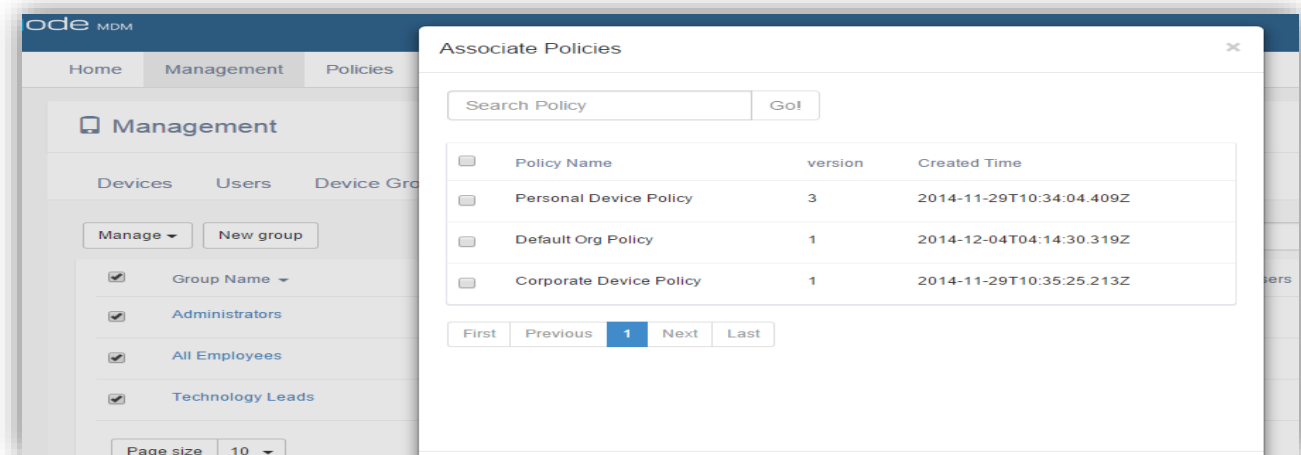 ode MDM
Associate Policies ×
Home Management Policies
Search Policy Go!
Management
Policy Name version Created Time
Devices Users Device Gro
Personal Device Policy 3 2014-11-29T10:34:04.409Z
Manage New group
Default Org Policy 1 2014-12-04T04:14:30.319Z
Group Name
Corporate Device Policy 1 2014-11-29T10:35:25.213Z
sers
Administrators
First Previous 1 Next Last
All Employees
Technology Leads
Page size 10